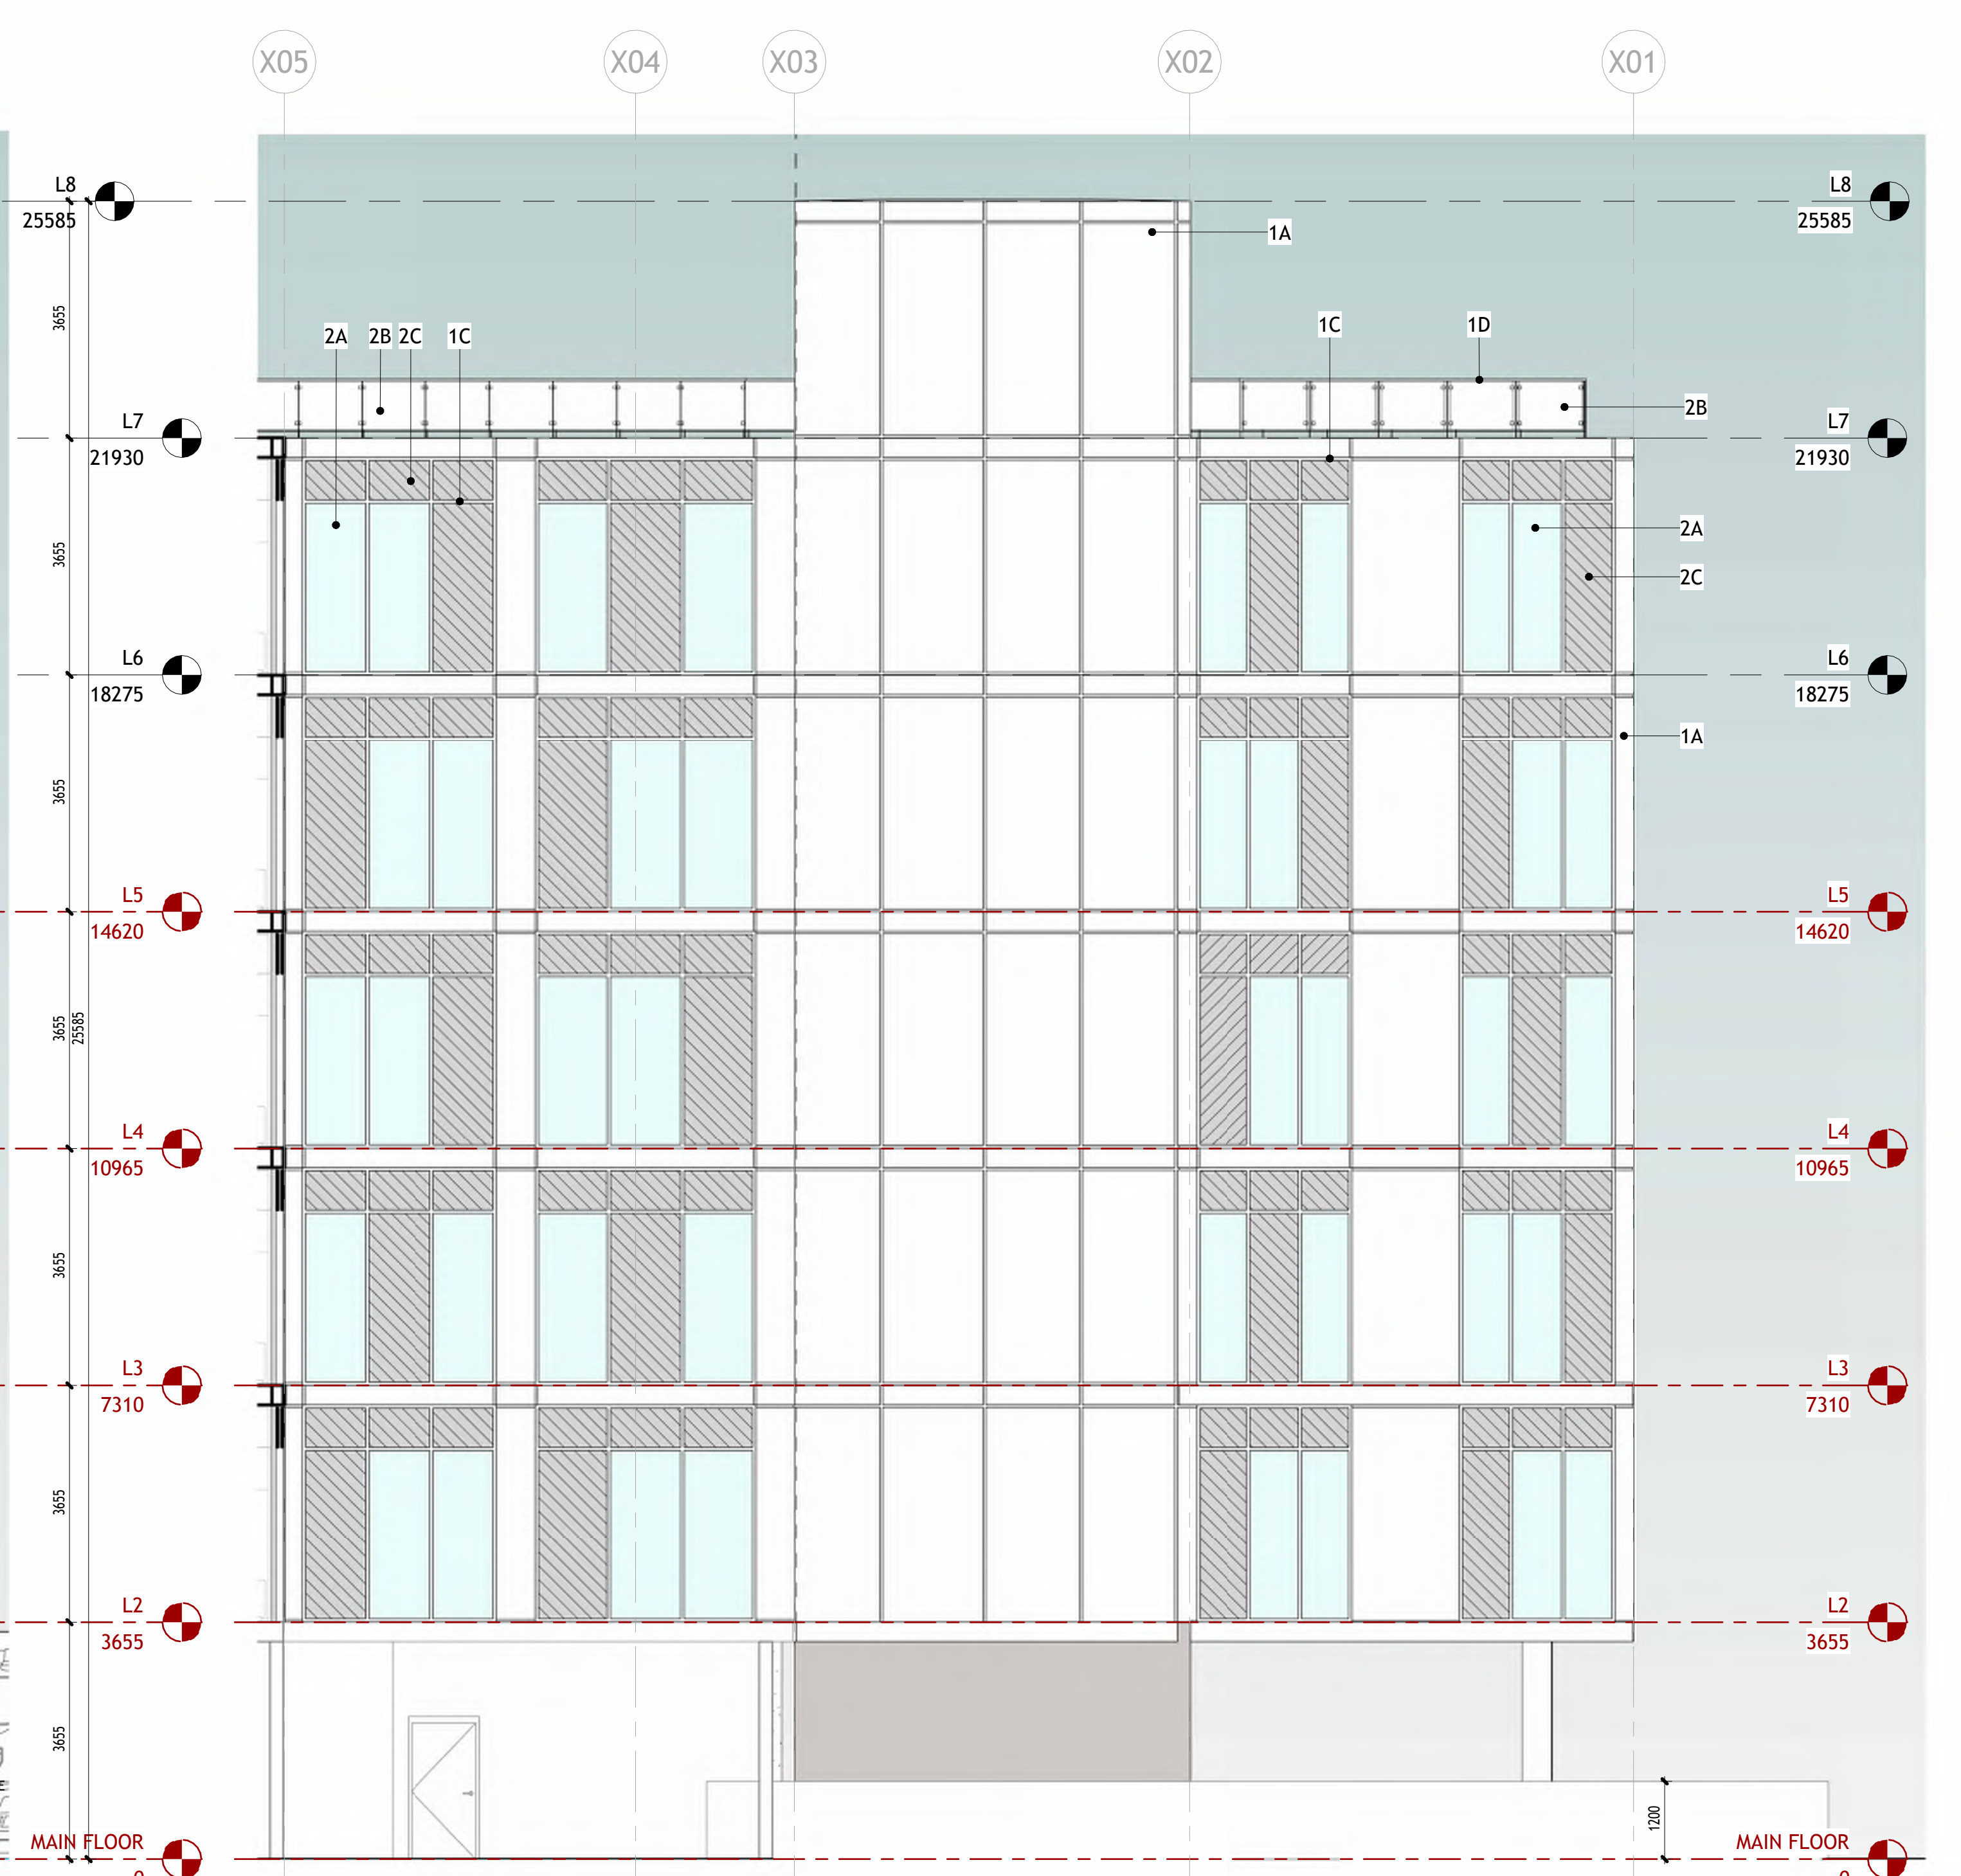 X05 X04 X03 X02 X01
L8 L8
25585 25585
1A
3655
2A 2B 2C 1C 1C 1D
2B
L7 L7
21930 21930
2A
3655
2C
L6 L6
18275 18275
1A
3655
L5 L5
14620 14620
3655 25585
L4 L4
10965 10965
3655
L3 L3
7310 7310
3655
L2 L2
3655 3655
3655
1200
MAIN FLOOR MAIN FLOOR